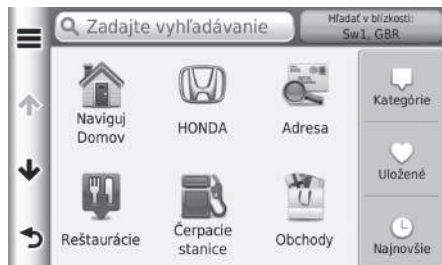 Zadajte vyhľadávanie
Hľadať v blízkosti:
Sw1, GBR
Naviguj
Domov
HONDA
Adresa
Kategórie
Uložené
Reštaurácie
Čerpacie
stanice
Obchody
Najnovšie